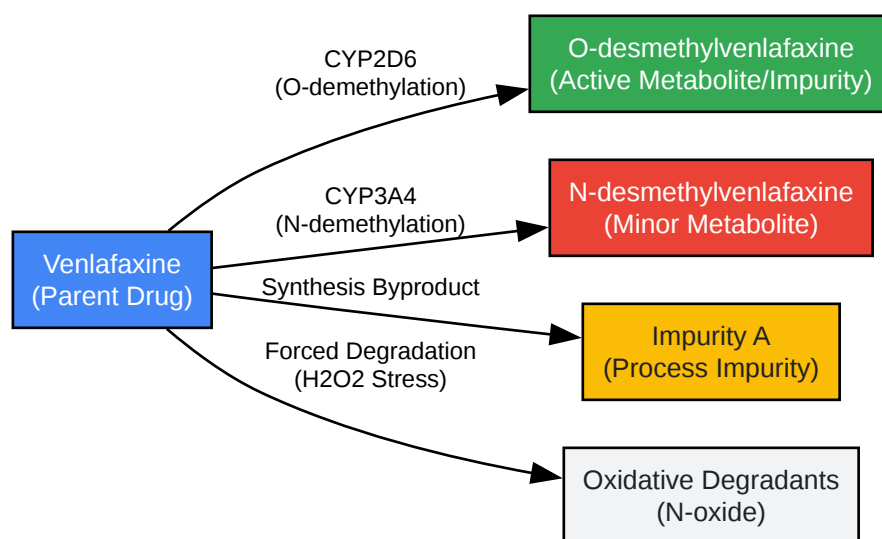 Venlafaxine
(Parent Drug)
CYP2D6
(O-demethylation)
O-desmethylvenlafaxine
(Active Metabolite/Impurity)
CYP3A4
(N-demethylation)
N-desmethylvenlafaxine
(Minor Metabolite)
Synthesis Byproduct
Impurity A
(Process Impurity)
Forced Degradation
(H2O2 Stress)
Oxidative Degradants
(N-oxide)